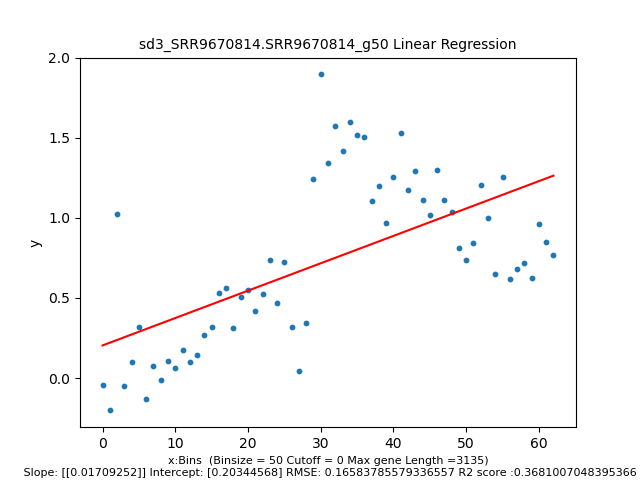 sd3_SRR9670814.SRR9670814_g50 Linear Regression
2.0
1.5
1.0
0.5
0.0
y
0 10 20 30 40 50 60
x:Bins (Binsize = 50 Cutoff = 0 Max gene Length =3135)
Slope: [[0.01709252]] Intercept: [0.20344568] RMSE: 0.16583785579336557 R2 score :0.3681007048395366